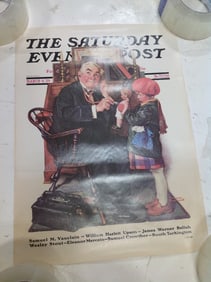 THE SATURDAY
EVENING POST
Samuel M. Vauclain - William Hazlett Upson - James Warner Bellah
Wesley Stout - Eleanor Mercein - Samuel Crowther - Booth Tarkington